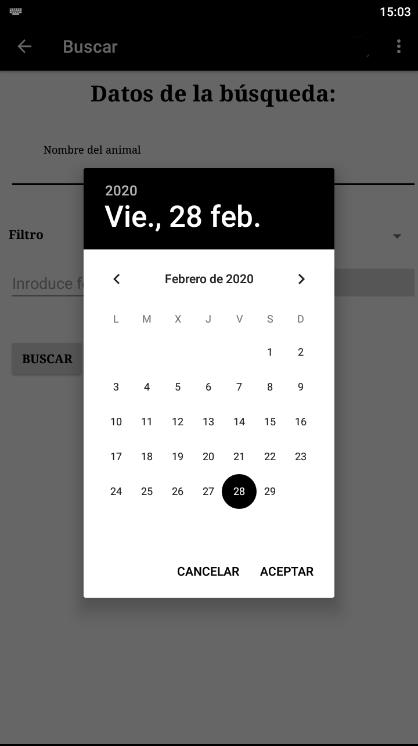 15:03
Buscar
Datos de la búsqueda:
Nombre del animal
2020
Vie., 28 feb.
Filtro
Febrero de 2020
Inroduce f
L M X J V S D
1 2
BUSCAR
3 4 5 6 7 8 9
10 11 12 13 14 15 16
17 18 19 20 21 22 23
24 25 26 27 28 29
CANCELAR ACEPTAR